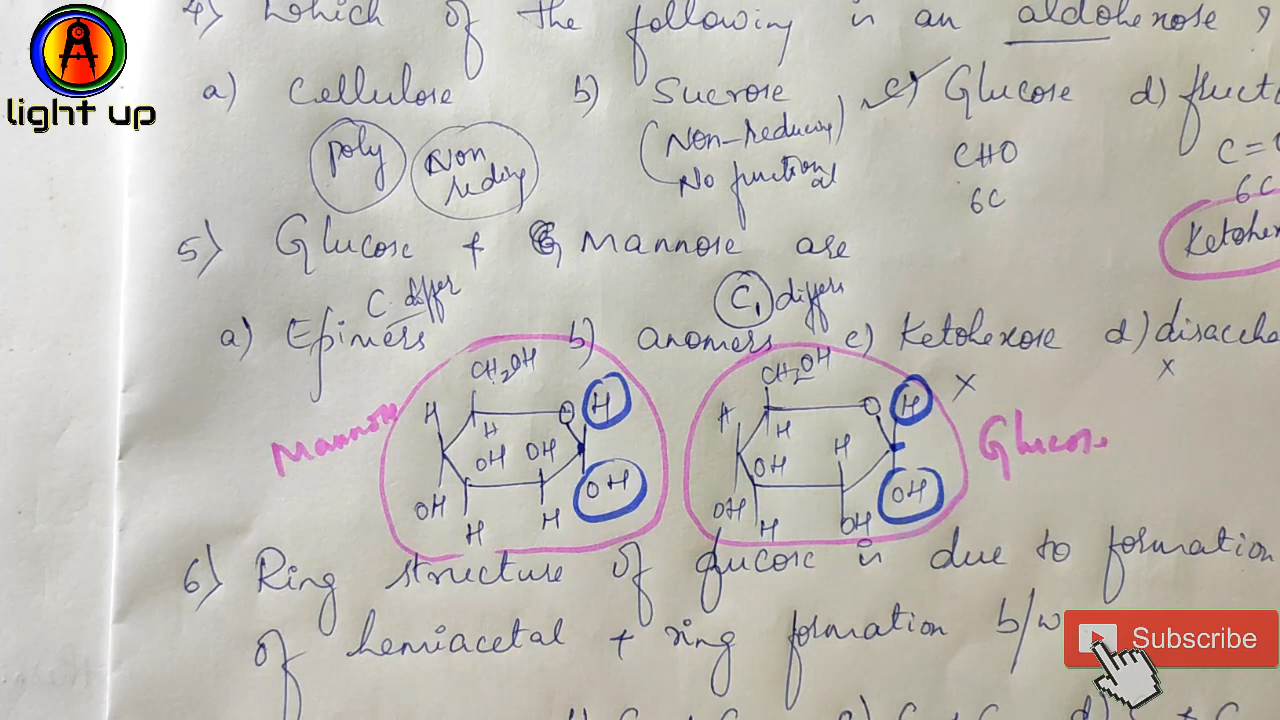 4) Which of the following is an aldohexose ?
light up
a) Cellulose b) Sucrose c) Glucose d) fructo
poly Non reducing (Non-reducing) No functional CHO 6C C= 6C
Ketohex
5) Glucose + Mannose are
C differ C1 differs
a) Epimers b) anomers c) Ketohexose d) disaccha
x x
Mannose
CH2OH H O H H OH OH OH OH H H
CH2OH H O H H OH H OH OH H OH
Glucose
6) Ring structure of glucose is due to formation
of hemiacetal + ring formation b/w
Subscribe